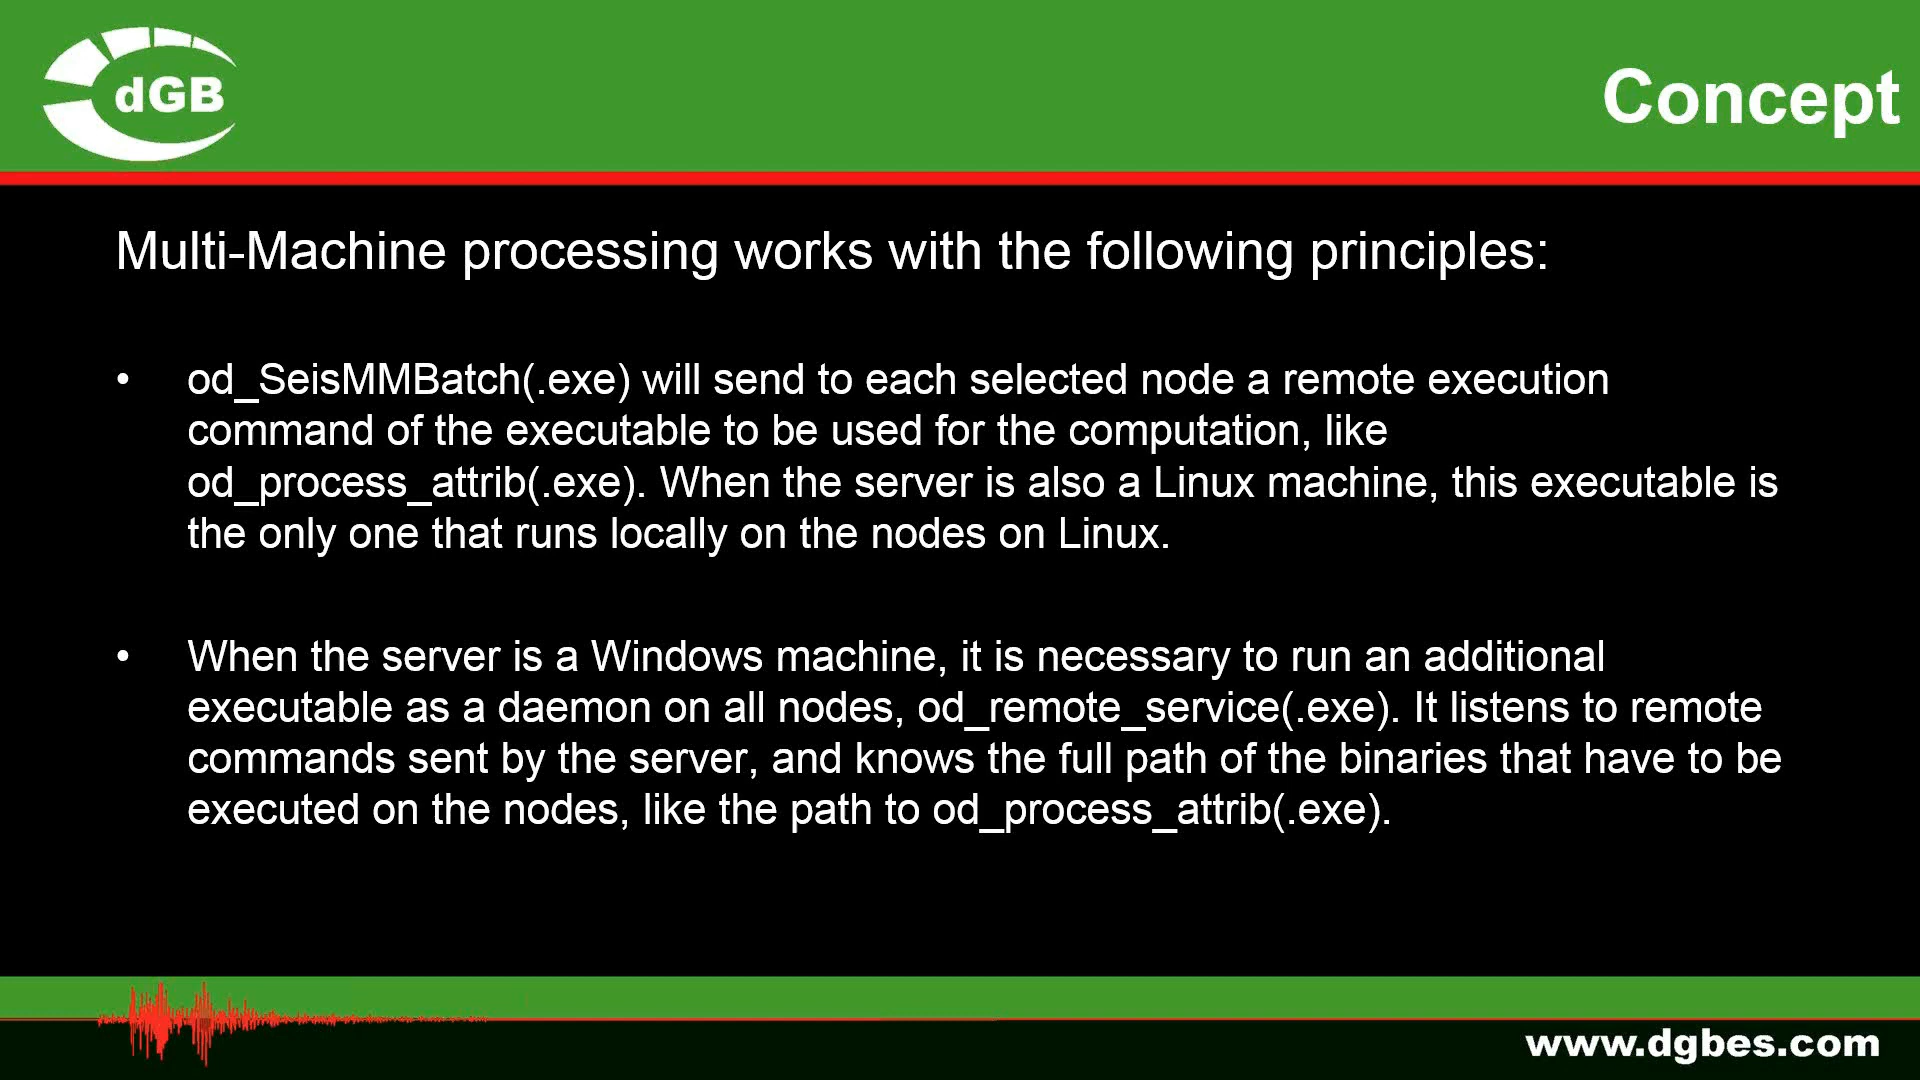 dGB
Concept
Multi-Machine processing works with the following principles:
• od_SeisMMBatch(.exe) will send to each selected node a remote execution
command of the executable to be used for the computation, like
od_process_attrib(.exe). When the server is also a Linux machine, this executable is
the only one that runs locally on the nodes on Linux.
• When the server is a Windows machine, it is necessary to run an additional
executable as a daemon on all nodes, od_remote_service(.exe). It listens to remote
commands sent by the server, and knows the full path of the binaries that have to be
executed on the nodes, like the path to od_process_attrib(.exe).
www.dgbes.com